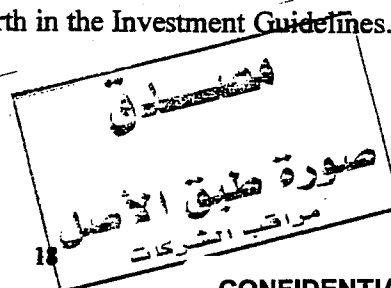 rth in the Investment Guidelines.
مصدق
صورة طبق الأصل
مراقب الشركات
18
CONFIDENTIA